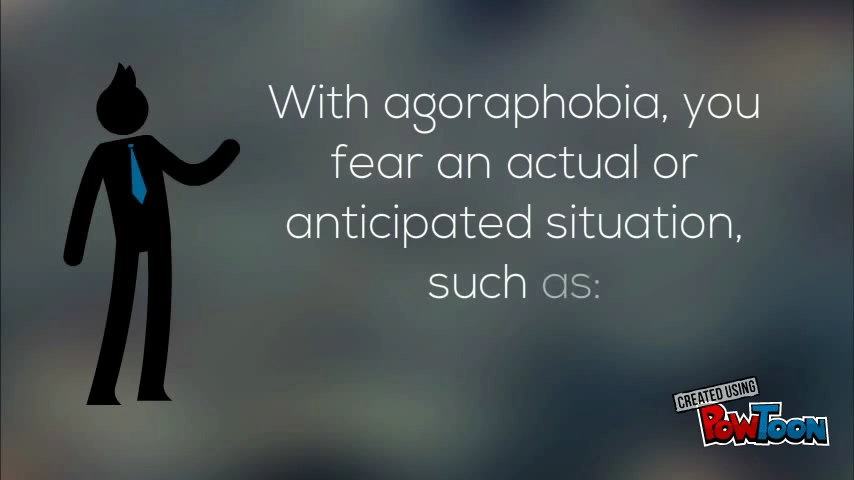 With agoraphobia, you
fear an actual or
anticipated situation,
such as:
CREATED USING
POWTOON